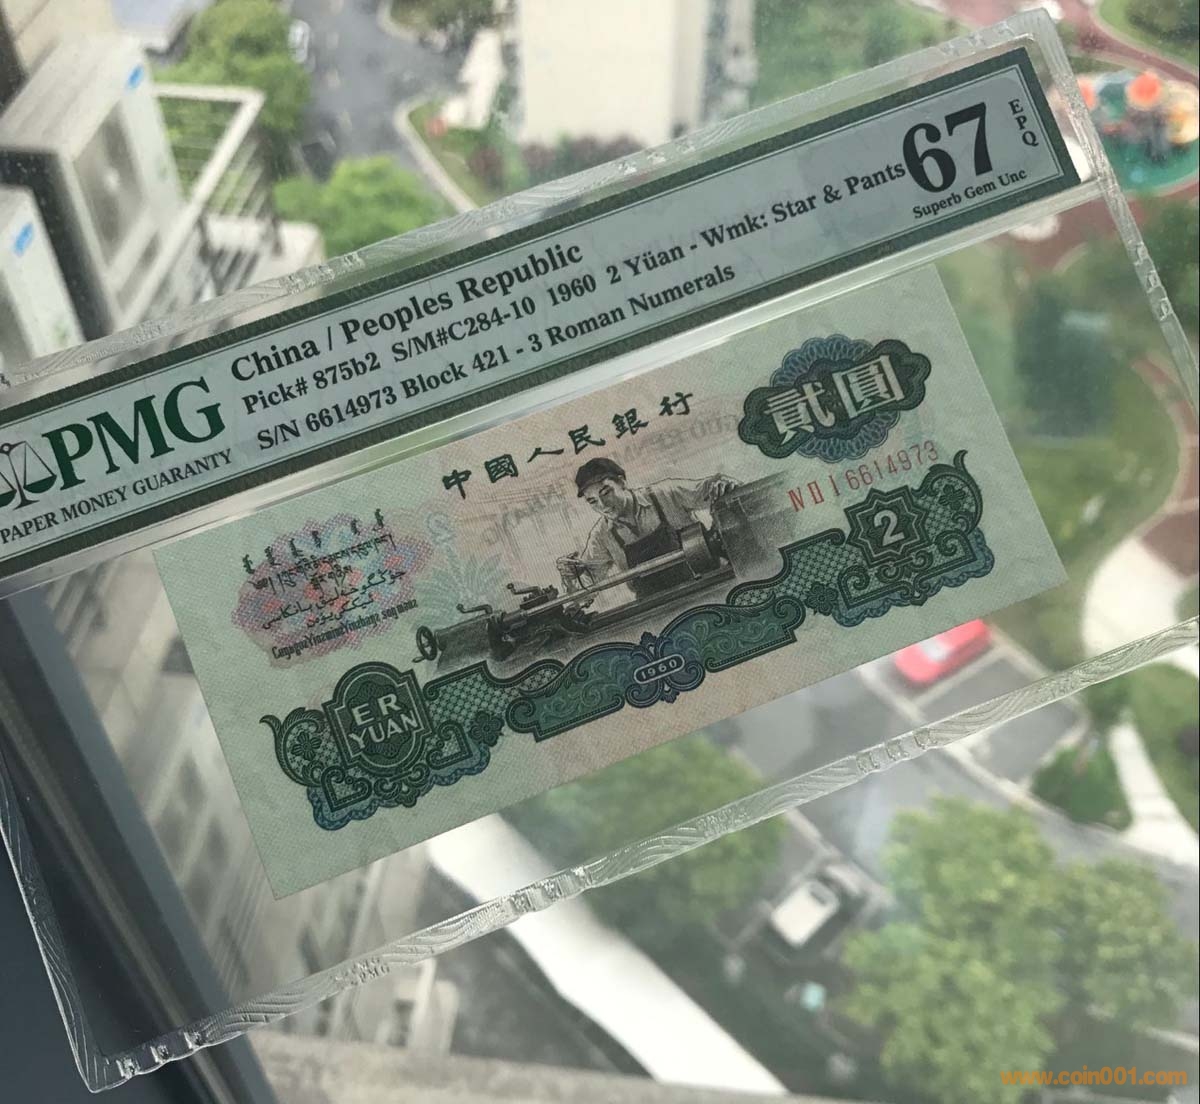 PMG
PAPER MONEY GUARANTY
China / Peoples Republic
Pick# 875b2 S/M#C284-10 1960 2 Yüan - Wmk: Star & Pants
S/N 6614973 Block 421 - 3 Roman Numerals
67
EPQ
Superb Gem Unc
中國人民銀行
貳圓
6614973
2
ER
YUAN
1960
PMG
www.coin001.com